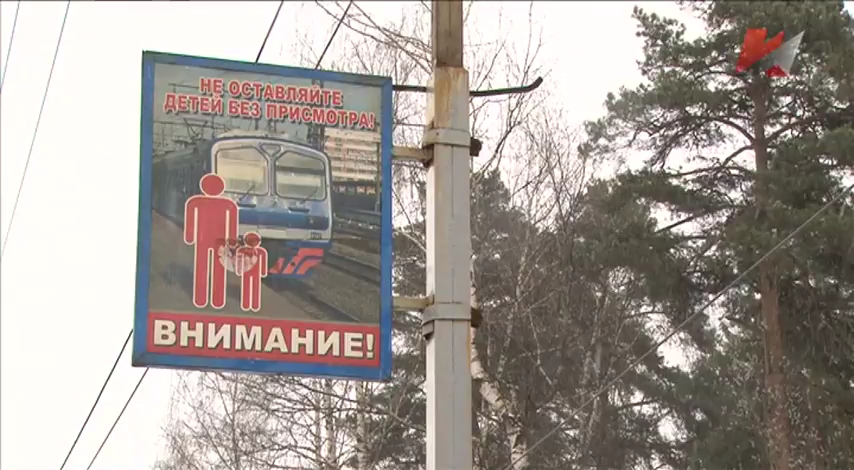 НЕ ОСТАВЛЯЙТЕ
ДЕТЕЙ БЕЗ ПРИСМОТРА!
ВНИМАНИЕ!